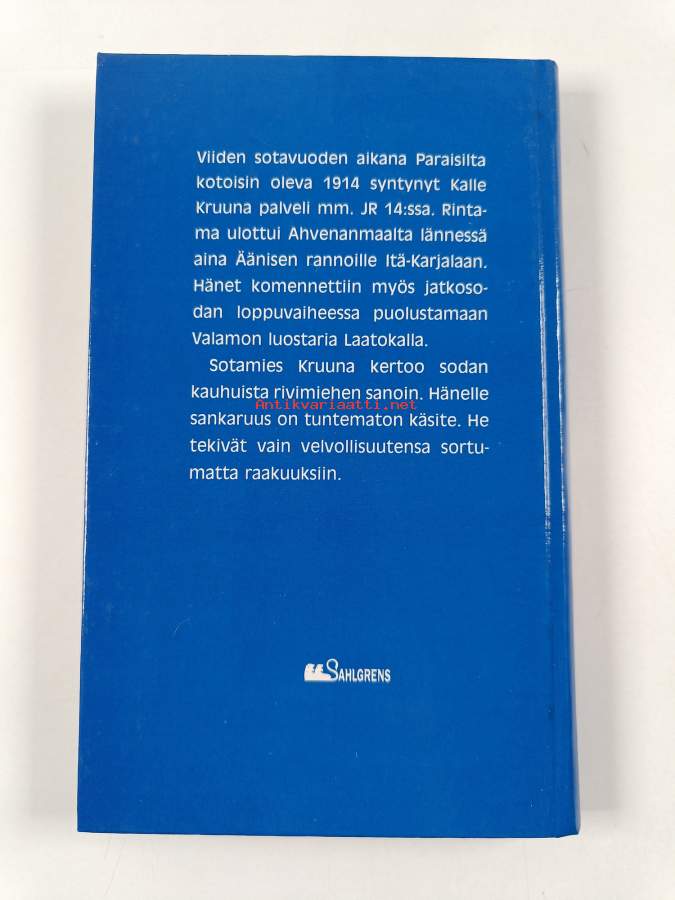 Viiden sotavuoden aikana Paraisilta
kotoisin oleva 1914 syntynyt Kalle
Kruuna palveli mm. JR 14:ssa. Rinta-
ma ulottui Ahvenanmaalta lännessä
aina Äänisen rannoille Itä-Karjalaan.
Hänet komennettiin myös jatkoso-
dan loppuvaiheessa puolustamaan
Valamon luostaria Laatokalla.
Sotamies Kruuna kertoo sodan
kauhuista rivimiehen sanoin. Hänelle
Antikvariaatti.net
sankaruus on tuntematon käsite. He
tekivät vain velvollisuutensa sortu-
matta raakuuksiin.
SAHLGRENS